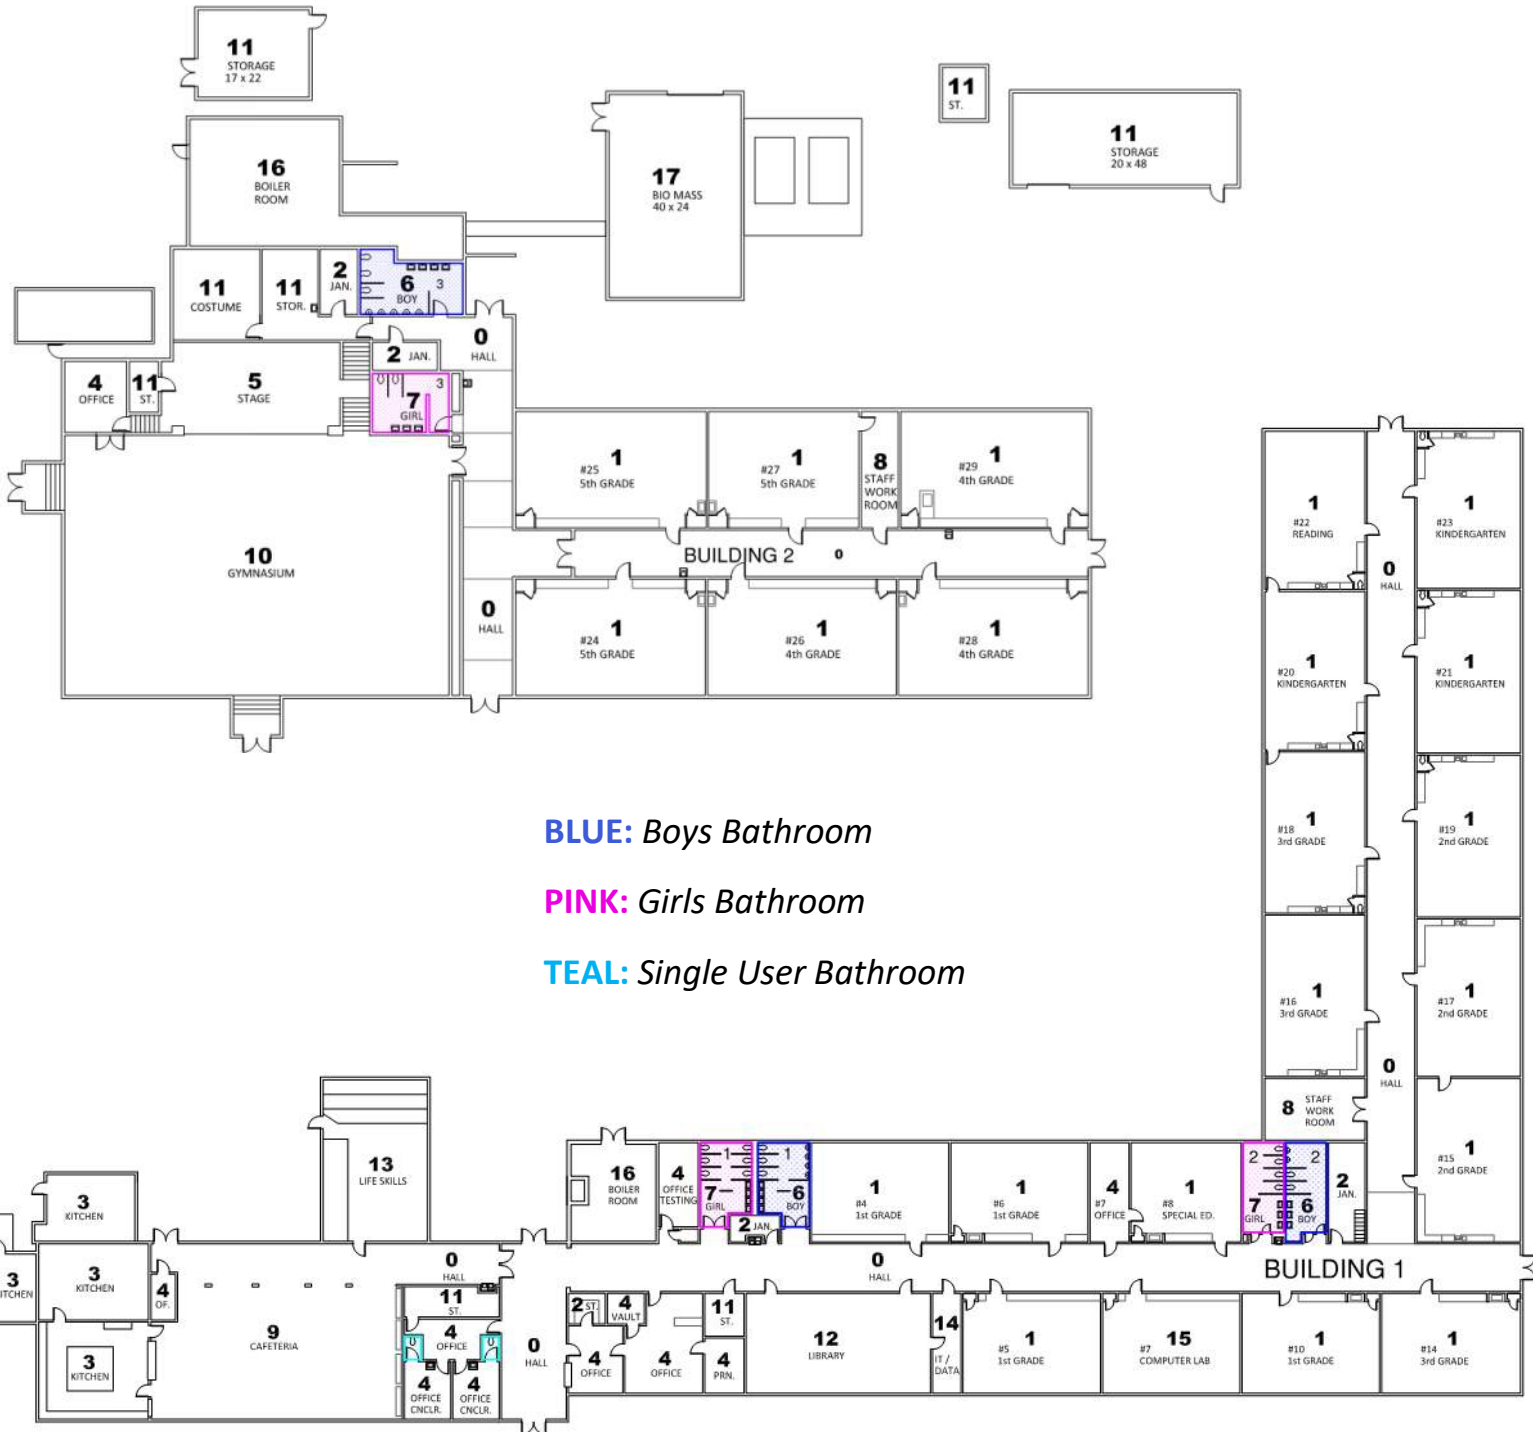 11
STORAGE
17 x 22
11
ST.
11
STORAGE
20 x 48
16
BOILER
ROOM
17
BIO MASS
40 x 24
11
COSTUME
11
STOR.
2
JAN.
6
BOY
3
0
HALL
2 JAN.
4
OFFICE
11
ST.
5
STAGE
3
7
GIRL
1
#25
5th GRADE
1
#27
5th GRADE
8
STAFF
WORK
ROOM
1
#29
4th GRADE
10
GYMNASIUM
BUILDING 2
0
0
HALL
1
#24
5th GRADE
1
#26
4th GRADE
1
#28
4th GRADE
1
#22
READING
1
#23
KINDERGARTEN
0
HALL
1
#20
KINDERGARTEN
1
#21
KINDERGARTEN
1
#18
3rd GRADE
1
#19
2nd GRADE
1
#16
3rd GRADE
1
#17
2nd GRADE
0
HALL
8
STAFF
WORK
ROOM
1
#15
2nd GRADE
BLUE: Boys Bathroom
PINK: Girls Bathroom
TEAL: Single User Bathroom
13
LIFE SKILLS
3
KITCHEN
3
ITCHEN
3
KITCHEN
4
OF.
3
KITCHEN
9
CAFETERIA
0
HALL
11
ST.
4
OFFICE
4
OFFICE
CNCLR.
4
OFFICE
CNCLR.
0
HALL
16
BOILER
ROOM
4
OFFICE
TESTING
1
7
GIRL
2 JAN.
1
6
BOY
1
#4
1st GRADE
1
#6
1st GRADE
4
#7
OFFICE
1
#8
SPECIAL ED.
2
7
GIRL
2
6
BOY
2
JAN.
0
HALL
BUILDING 1
2 ST.
4
VAULT
11
ST.
4
OFFICE
4
OFFICE
4
PRN.
12
LIBRARY
14
IT /
DATA
1
#5
1st GRADE
15
#7
COMPUTER LAB
1
#10
1st GRADE
1
#14
3rd GRADE